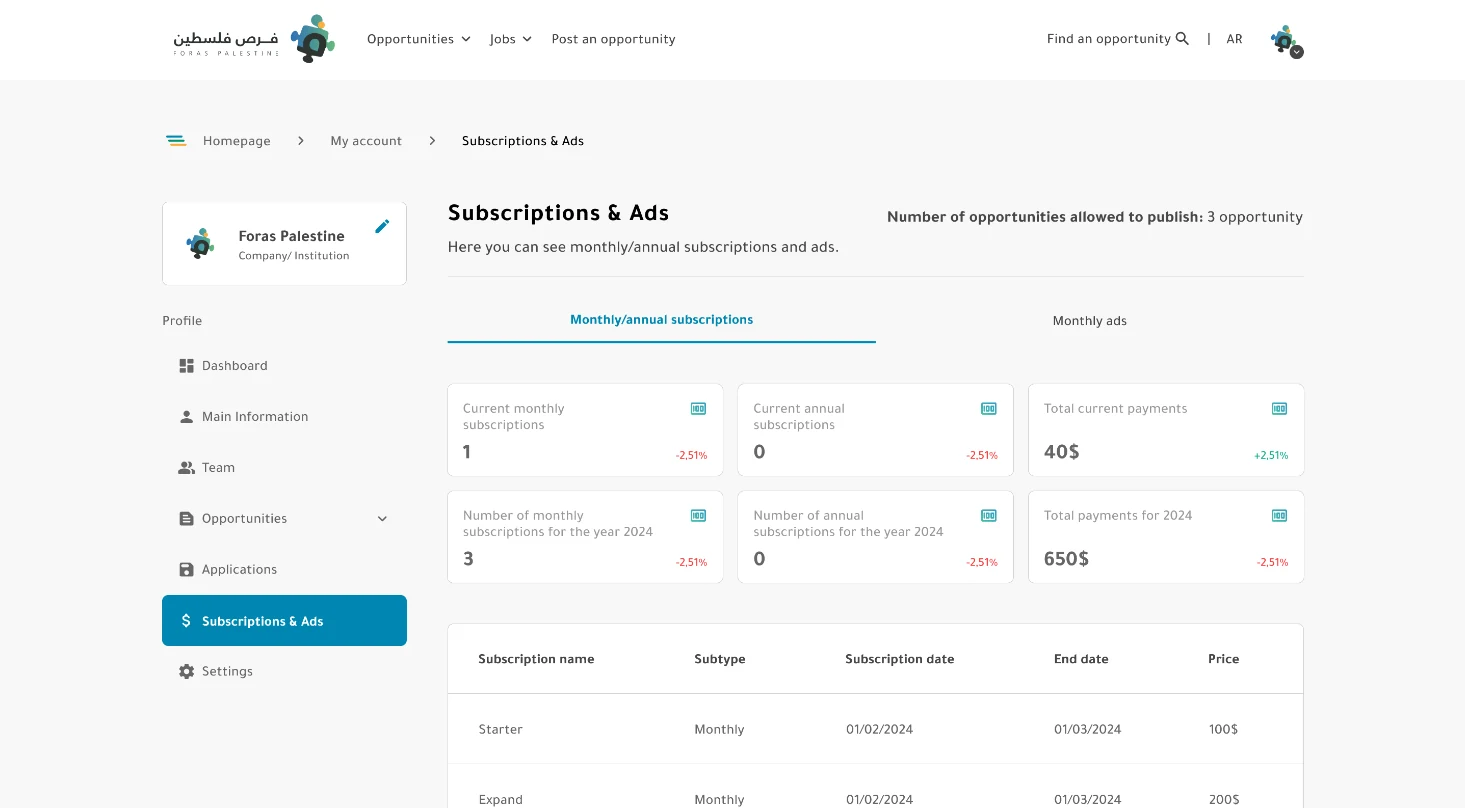 فـرص فلسطين
FORAS PALESTINE
Opportunities
Jobs
Post an opportunity
Find an opportunity
|
AR
Homepage
My account
Subscriptions & Ads
Foras Palestine
Company/ Institution
Profile
Dashboard
Main Information
Team
Opportunities
Applications
$ Subscriptions & Ads
Settings
Subscriptions & Ads
Number of opportunities allowed to publish: 3 opportunity
Here you can see monthly/annual subscriptions and ads.
Monthly/annual subscriptions
Monthly ads
Current monthly
subscriptions
100
1
-2,51%
Current annual
subscriptions
100
0
-2,51%
Total current payments
100
40$
+2,51%
Number of monthly
subscriptions for the year 2024
100
3
-2,51%
Number of annual
subscriptions for the year 2024
100
0
-2,51%
Total payments for 2024
100
650$
-2,51%
Subscription name Subtype Subscription date End date Price
Starter Monthly 01/02/2024 01/03/2024 100$
Expand Monthly 01/02/2024 01/03/2024 200$